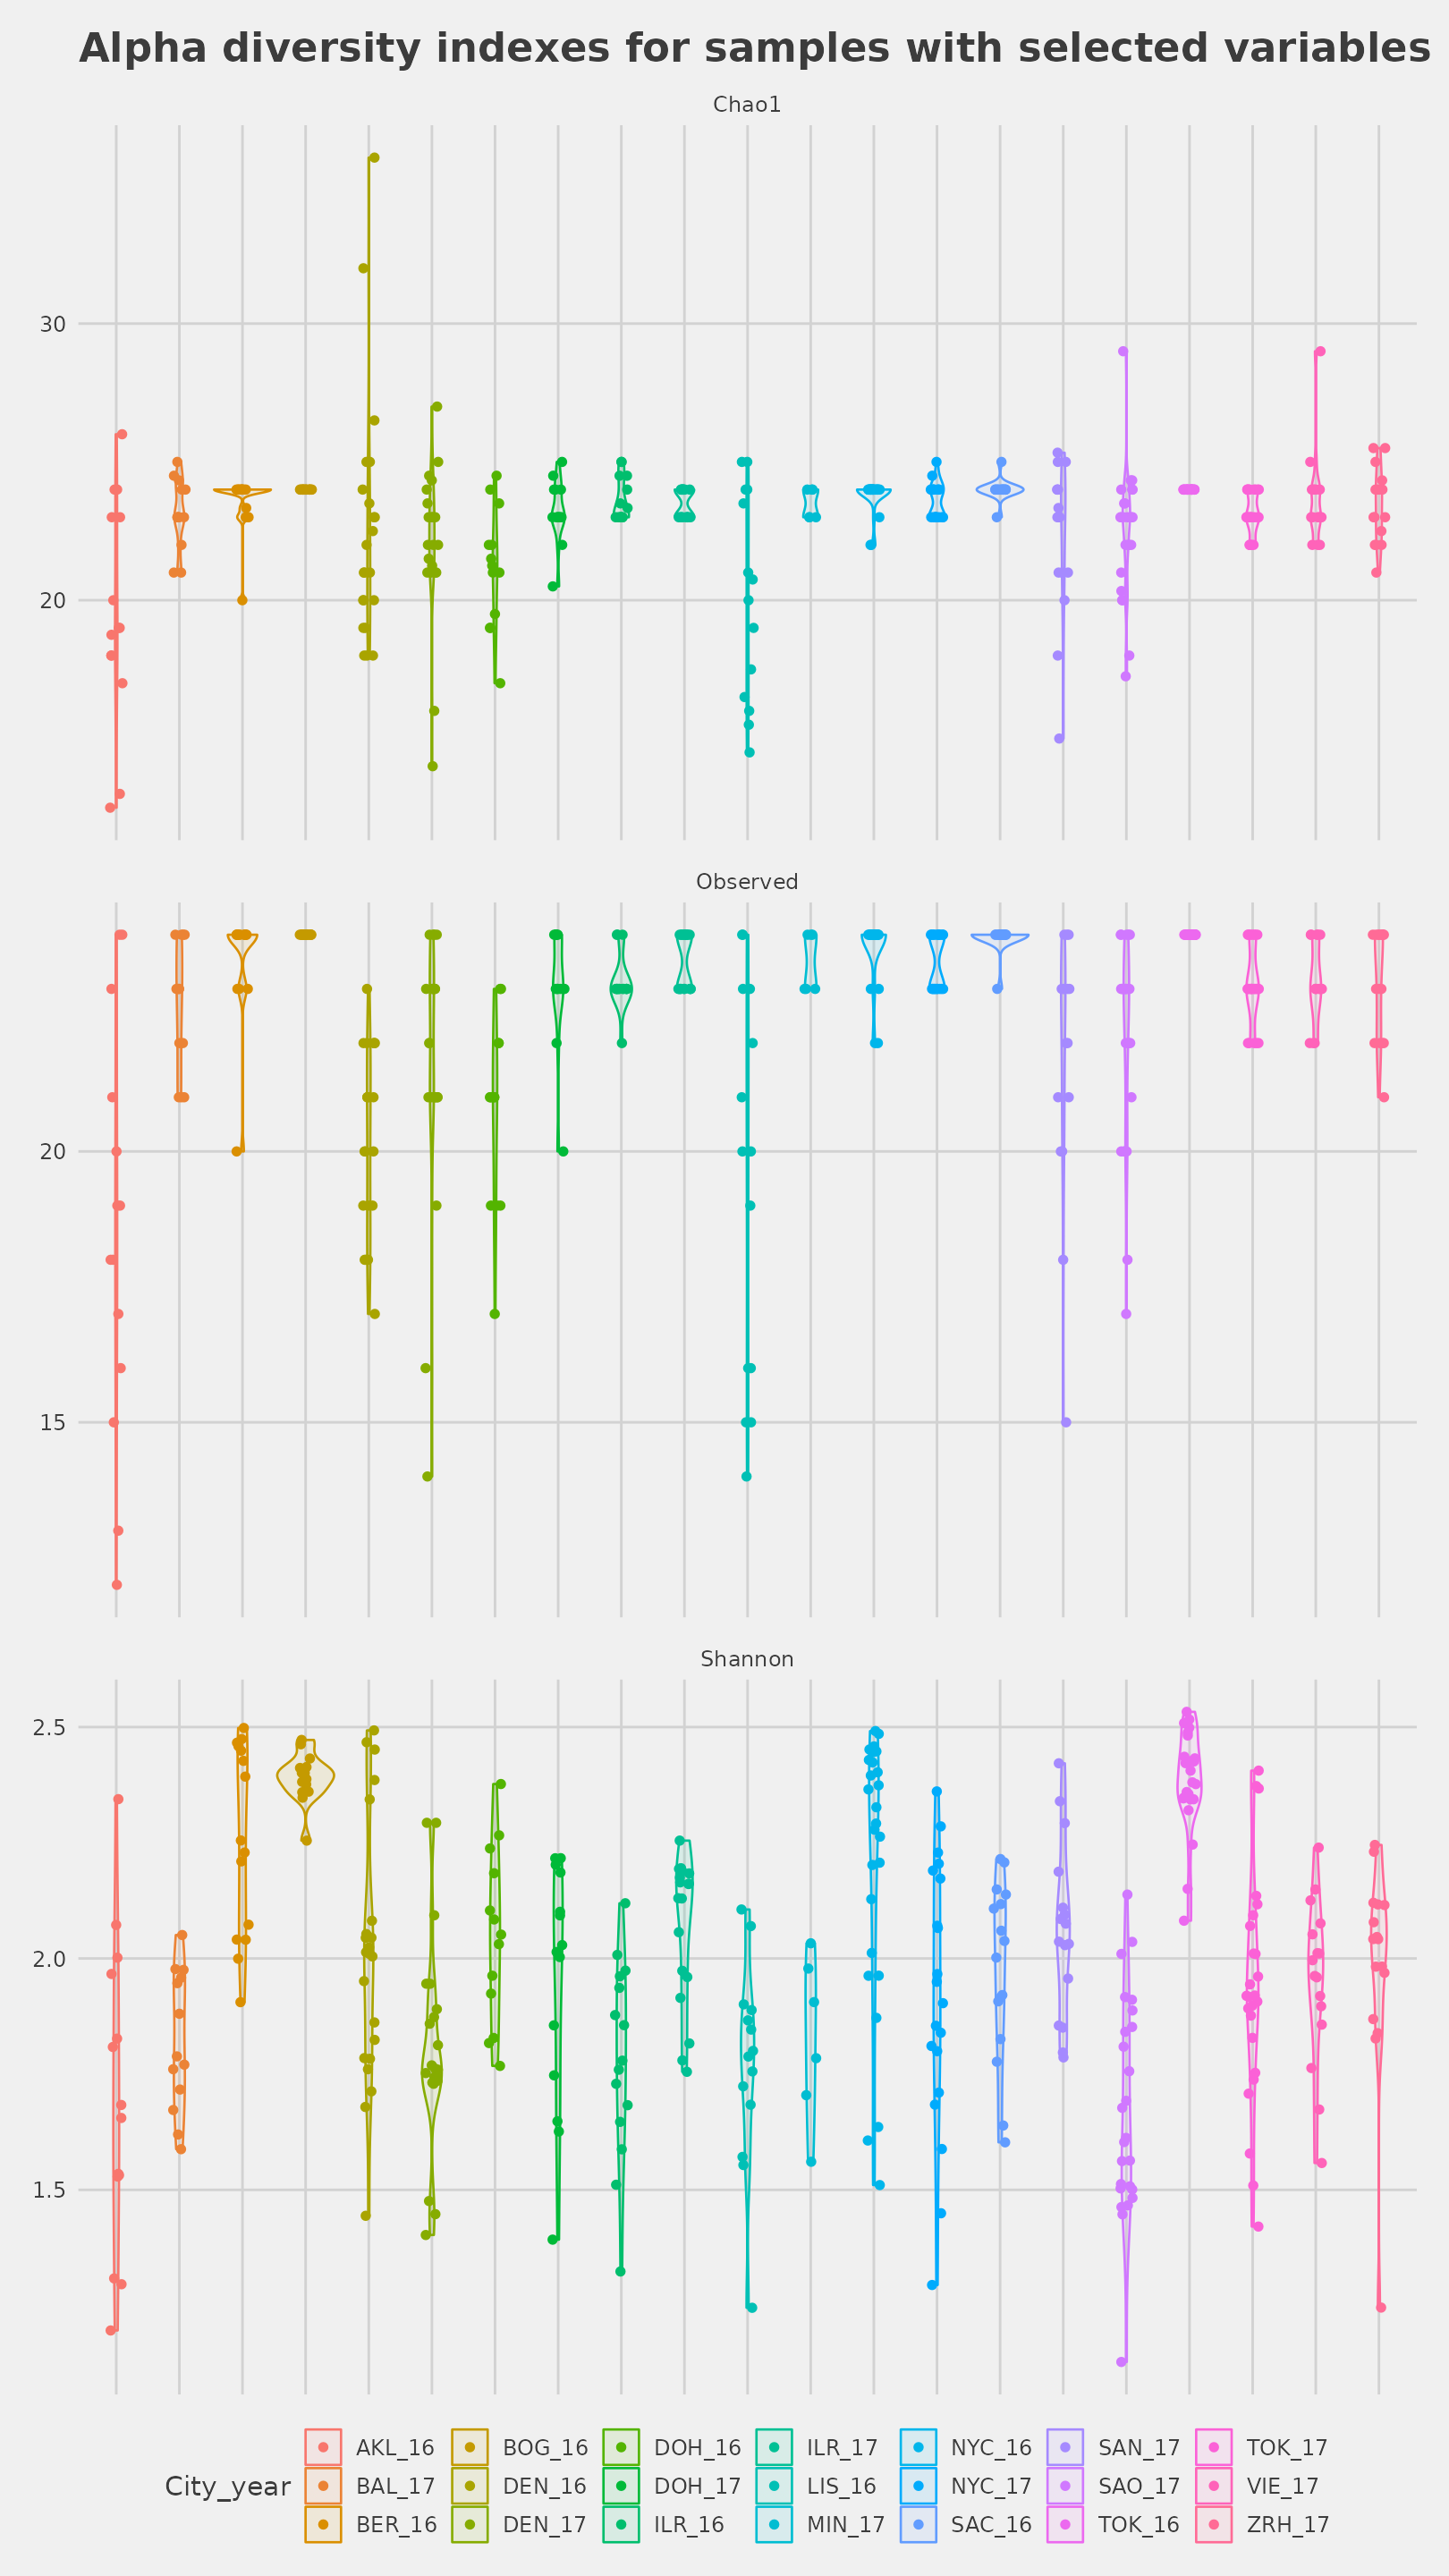 Alpha diversity indexes for samples with selected variables
Chao1
30
20
Observed
20
15
Shannon
2.5
2.0
1.5
AKL_16 BOG_16 DOH_16 ILR_17 NYC_16 SAN_17 TOK_17
City_year BAL_17 DEN_16 DOH_17 LIS_16 NYC_17 SAO_17 VIE_17
BER_16 DEN_17 ILR_16 MIN_17 SAC_16 TOK_16 ZRH_17